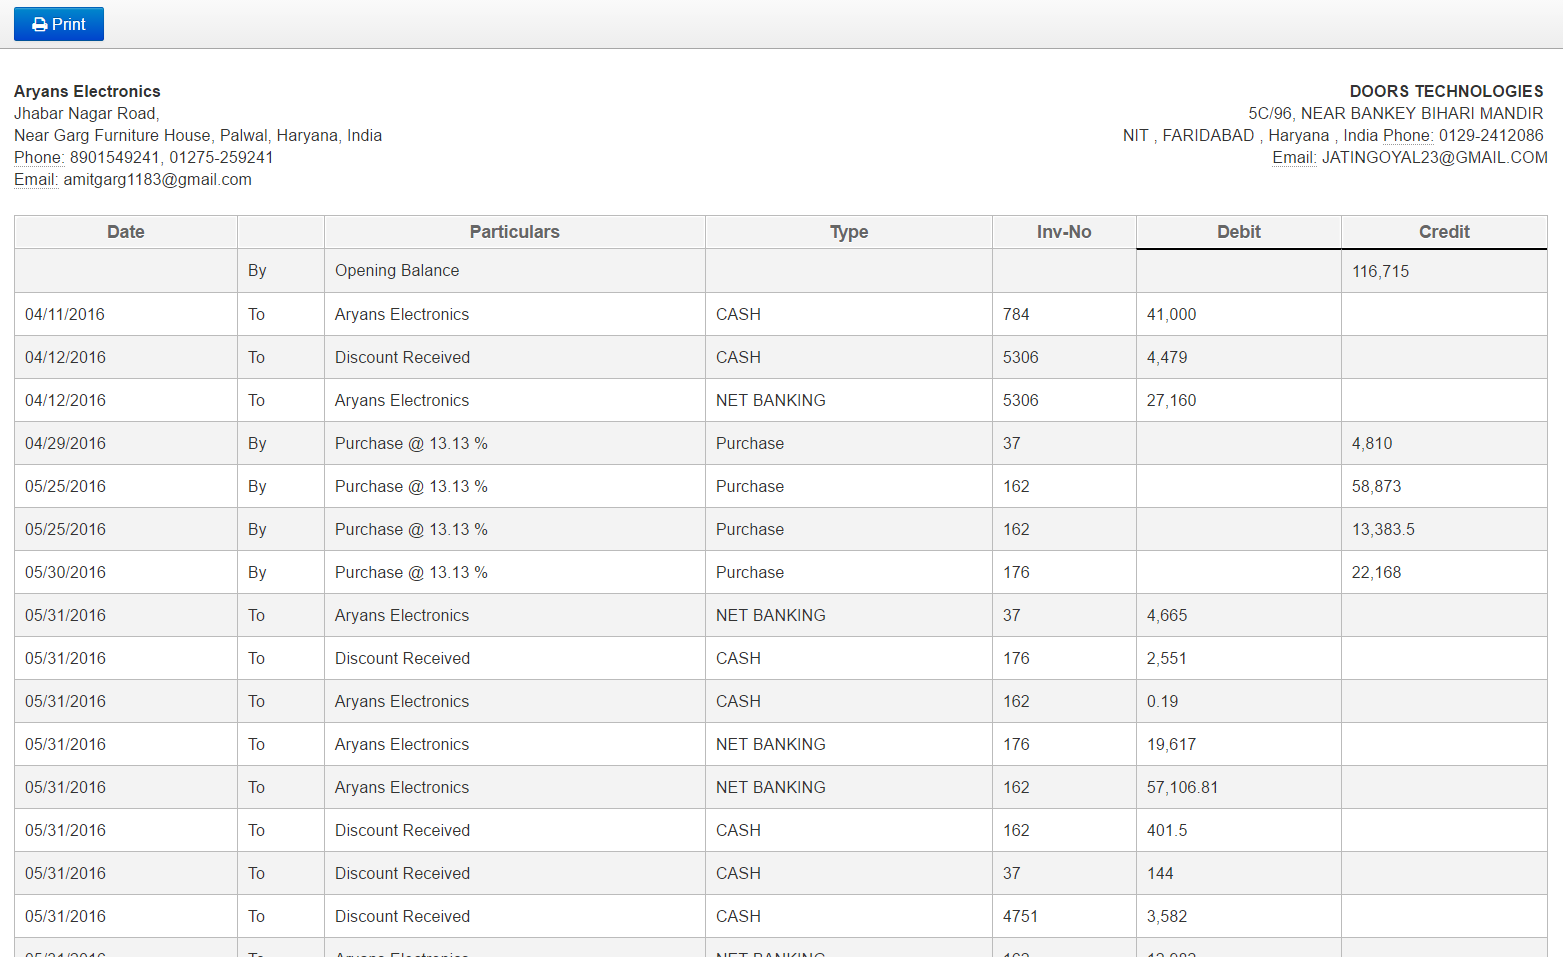 Print
Aryans Electronics
Jhabar Nagar Road,
Near Garg Furniture House, Palwal, Haryana, India
Phone: 8901549241, 01275-259241
Email: amitgarg1183@gmail.com
DOORS TECHNOLOGIES
5C/96, NEAR BANKEY BIHARI MANDIR
NIT , FARIDABAD , Haryana , India Phone: 0129-2412086
Email: JATINGOYAL23@GMAIL.COM
Date Particulars Type Inv-No Debit Credit
By Opening Balance 116,715
04/11/2016 To Aryans Electronics CASH 784 41,000
04/12/2016 To Discount Received CASH 5306 4,479
04/12/2016 To Aryans Electronics NET BANKING 5306 27,160
04/29/2016 By Purchase @ 13.13 % Purchase 37 4,810
05/25/2016 By Purchase @ 13.13 % Purchase 162 58,873
05/25/2016 By Purchase @ 13.13 % Purchase 162 13,383.5
05/30/2016 By Purchase @ 13.13 % Purchase 176 22,168
05/31/2016 To Aryans Electronics NET BANKING 37 4,665
05/31/2016 To Discount Received CASH 176 2,551
05/31/2016 To Aryans Electronics CASH 162 0.19
05/31/2016 To Aryans Electronics NET BANKING 176 19,617
05/31/2016 To Aryans Electronics NET BANKING 162 57,106.81
05/31/2016 To Discount Received CASH 162 401.5
05/31/2016 To Discount Received CASH 37 144
05/31/2016 To Discount Received CASH 4751 3,582
05/31/2016 To Aryans Electronics NET BANKING